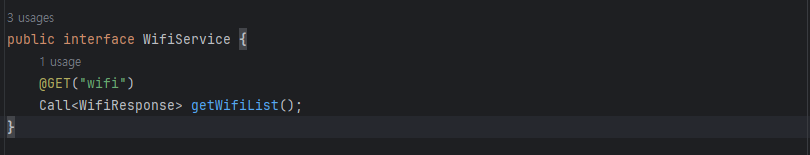 3 usages
public interface WifiService {
1 usage
@GET("wifi")
Call<WifiResponse> getWifiList();
}